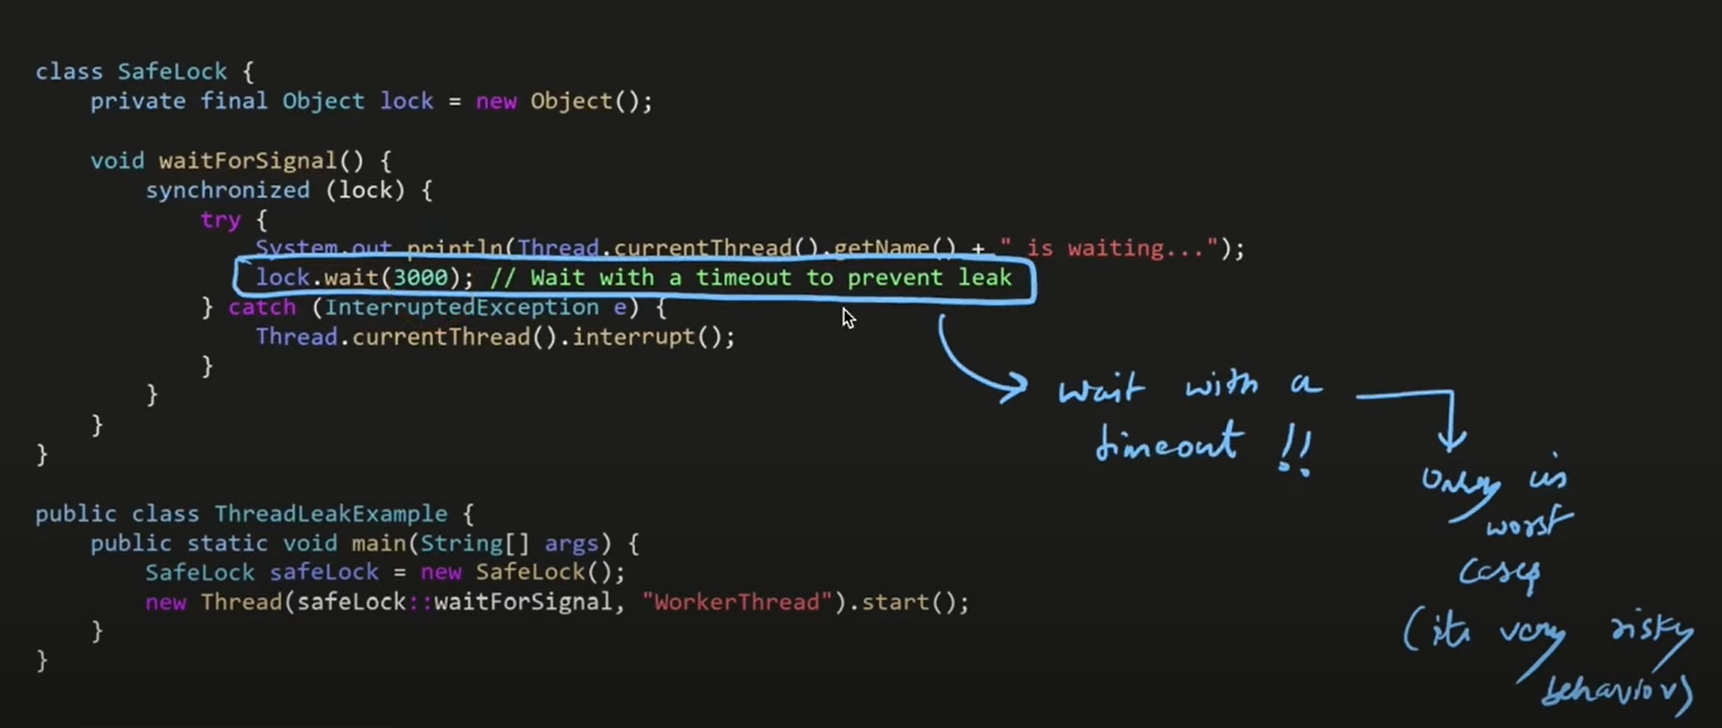 class SafeLock {
private final Object lock = new Object();
void waitForSignal() {
synchronized (lock) {
try {
System.out.println(Thread.currentThread().getName() + " is waiting...");
lock.wait(3000); // Wait with a timeout to prevent leak
} catch (InterruptedException e) {
Thread.currentThread().interrupt();
}
}
}
}
wait with a
timeout !!
Only in
worst
cases
(its very risky
behavior)
public class ThreadLeakExample {
public static void main(String[] args) {
SafeLock safeLock = new SafeLock();
new Thread(safeLock::waitForSignal, "WorkerThread").start();
}
}